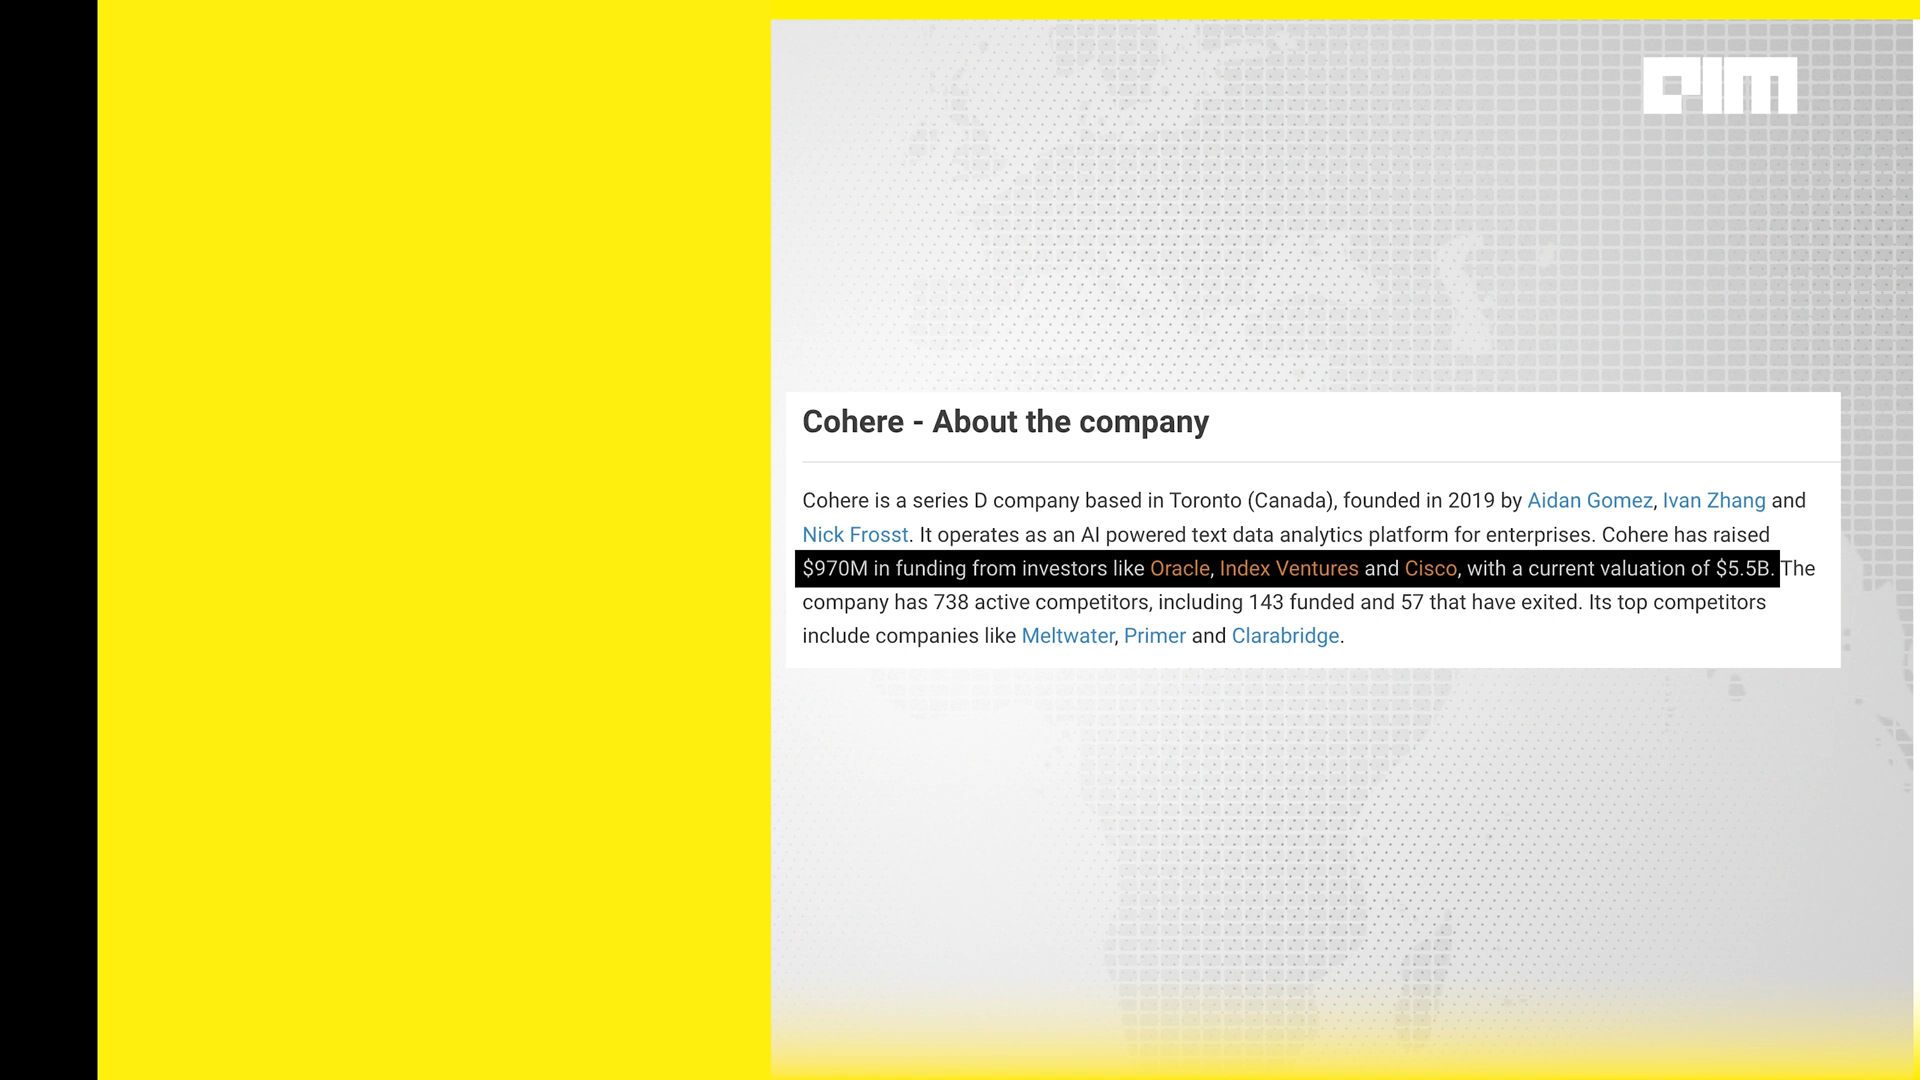 AIM
Cohere - About the company
Cohere is a series D company based in Toronto (Canada), founded in 2019 by Aidan Gomez, Ivan Zhang and
Nick Frosst. It operates as an AI powered text data analytics platform for enterprises. Cohere has raised
$970M in funding from investors like Oracle, Index Ventures and Cisco, with a current valuation of $5.5B. The
company has 738 active competitors, including 143 funded and 57 that have exited. Its top competitors
include companies like Meltwater, Primer and Clarabridge.